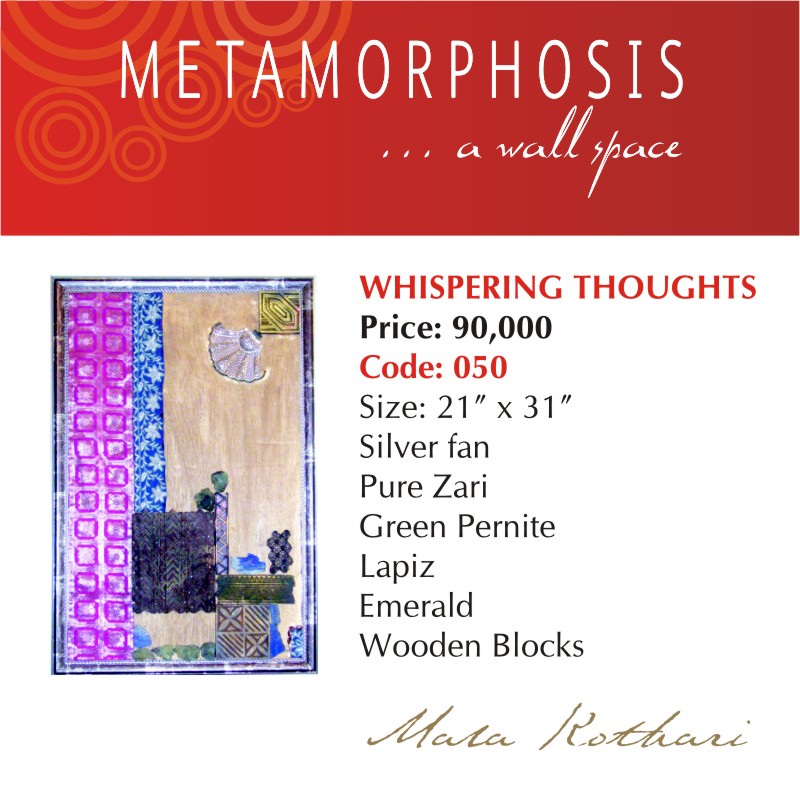 METAMORPHOSIS
... a wall space
WHISPERING THOUGHTS
Price: 90,000
Code: 050
Size: 21″ x 31″
Silver fan
Pure Zari
Green Pernite
Lapiz
Emerald
Wooden Blocks
Mala Kothari